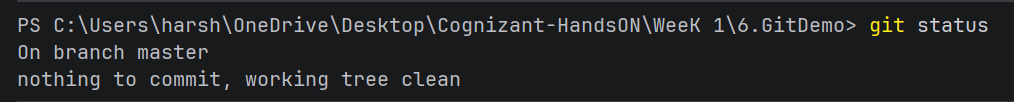 PS C:\Users\harsh\OneDrive\Desktop\Cognizant-HandsON\WeeK 1\6.GitDemo> git status
On branch master
nothing to commit, working tree clean